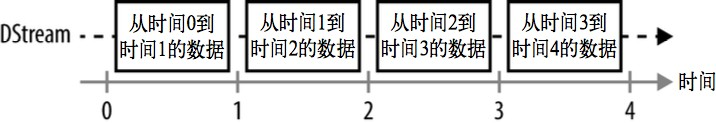 DStream
从时间0到
时间1的数据
从时间1到
时间2的数据
从时间2到
时间3的数据
从时间3到
时间4的数据
时间
0 1 2 3 4